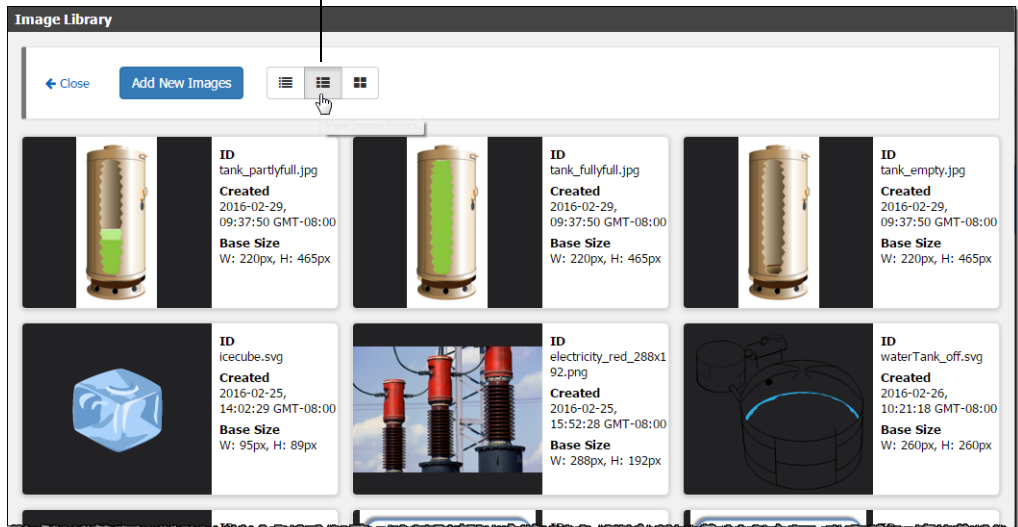 Image Library
Close
Add New Images
ID
tank_partlyfull.jpg
Created
2016-02-29,
09:37:50 GMT-08:00
Base Size
W: 220px, H: 465px
ID
tank_fullyfull.jpg
Created
2016-02-29,
09:37:50 GMT-08:00
Base Size
W: 220px, H: 465px
ID
tank_empty.jpg
Created
2016-02-29,
09:37:50 GMT-08:00
Base Size
W: 220px, H: 465px
ID
icecube.svg
Created
2016-02-25,
14:02:29 GMT-08:00
Base Size
W: 95px, H: 89px
ID
electricity_red_288x1
92.png
Created
2016-02-25,
15:52:28 GMT-08:00
Base Size
W: 288px, H: 192px
ID
waterTank_off.svg
Created
2016-02-26,
10:21:18 GMT-08:00
Base Size
W: 260px, H: 260px